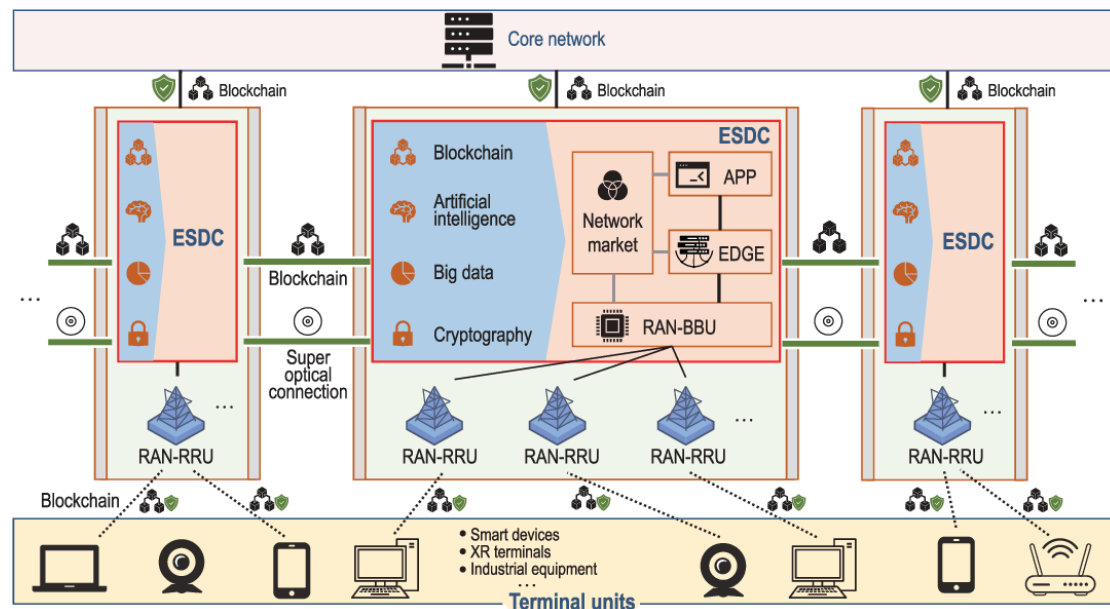 Core network
Blockchain
Blockchain
Blockchain
ESDC
Blockchain
Artificial
intelligence
Big data
Cryptography
ESDC
Network
market
APP
EDGE
RAN-BBU
ESDC
Blockchain
Super
optical
connection
...
...
RAN-RRU
...
RAN-RRU
RAN-RRU
RAN-RRU
...
RAN-RRU
...
Blockchain
• Smart devices
• XR terminals
• Industrial equipment
...
Terminal units